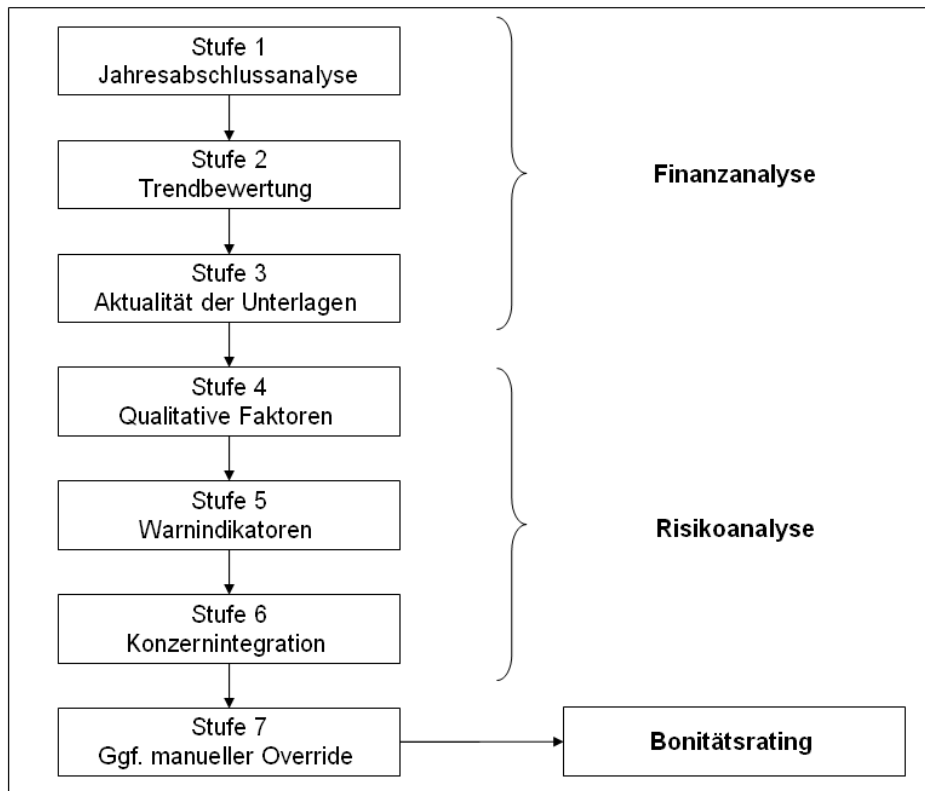 Stufe 1
Jahresabschlussanalyse
Stufe 2
Trendbewertung
Finanzanalyse
Stufe 3
Aktualität der Unterlagen
Stufe 4
Qualitative Faktoren
Stufe 5
Warnindikatoren
Risikoanalyse
Stufe 6
Konzernintegration
Stufe 7
Ggf. manueller Override
Bonitätsrating